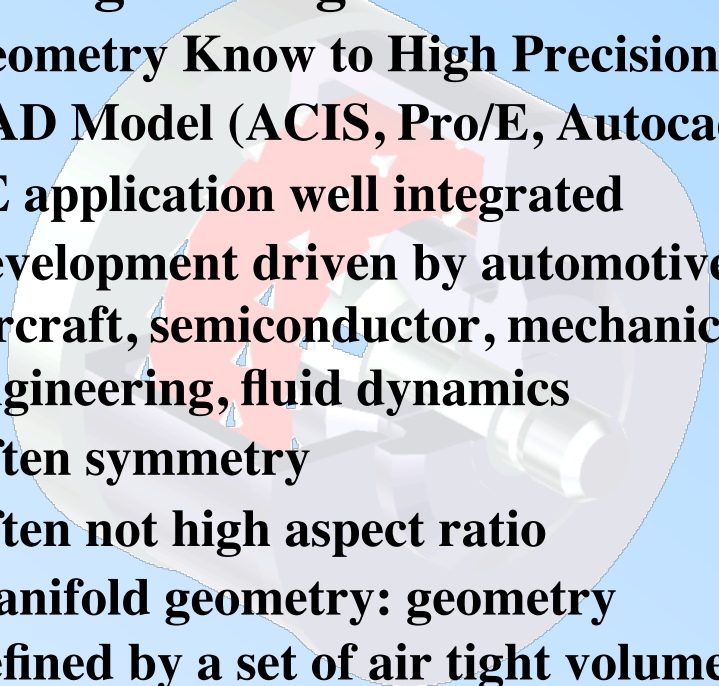 eometry Know to High Precision
AD Model (ACIS, Pro/E, Autocad
E application well integrated
evelopment driven by automotive
rcraft, semiconductor, mechanic
gineering, fluid dynamics
ften symmetry
ften not high aspect ratio
anifold geometry: geometry
efined by a set of air tight volume